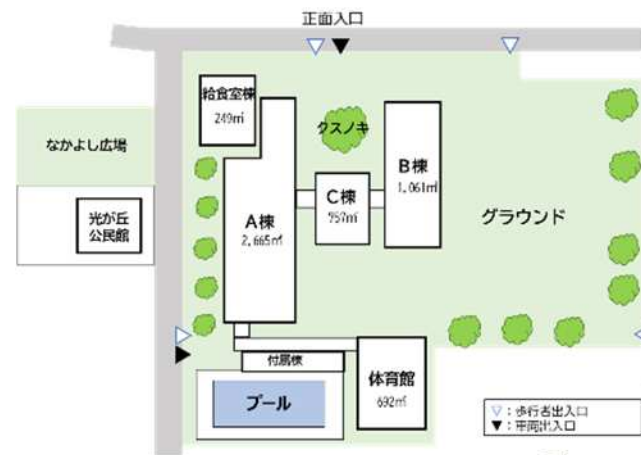 正面入口
給食室棟
249㎡
クスノキ
なかよし広場
B棟
1,061㎡
C棟
957㎡
光が丘
公民館
A棟
2,665㎡
グラウンド
付属棟
プール
体育館
692㎡
▽：歩行者出入口
▼：車両出入口